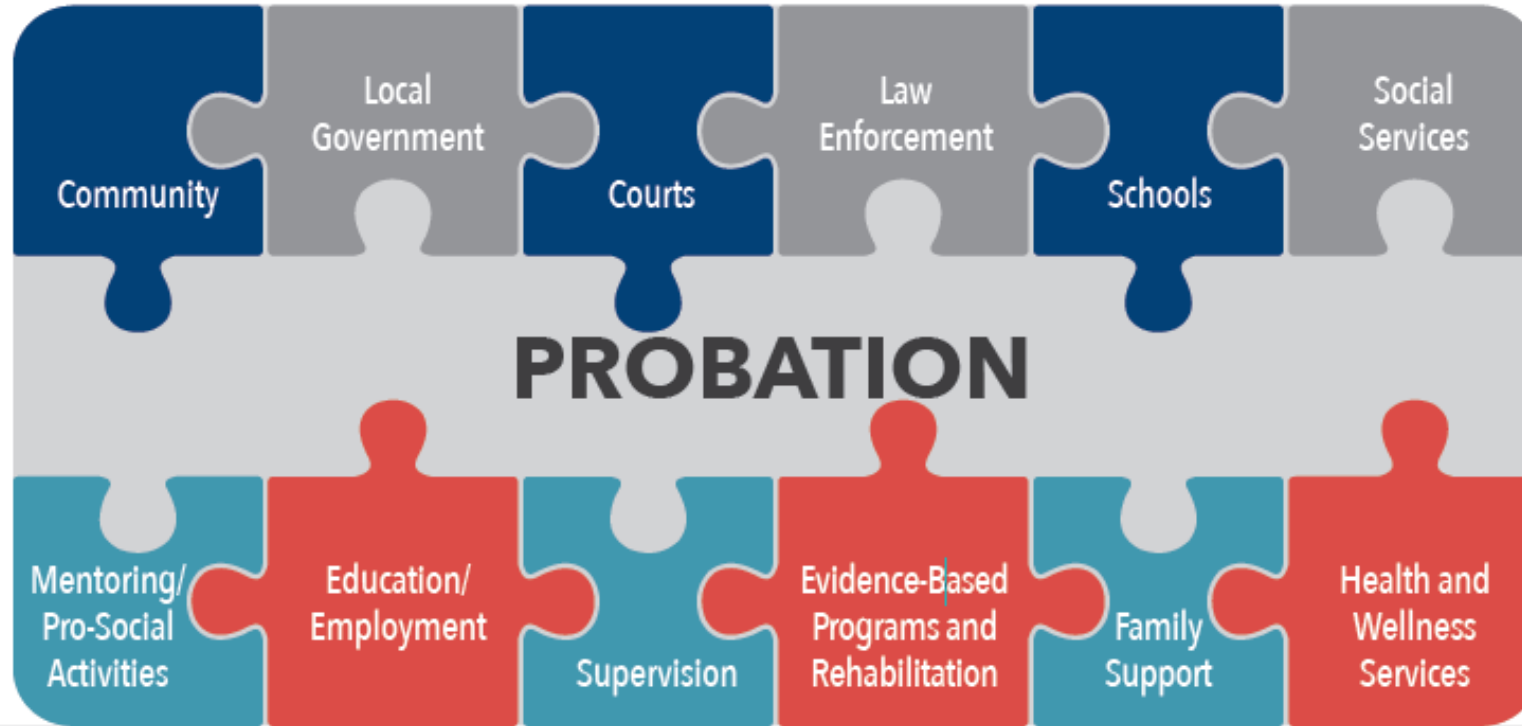 Community
Local
Government
Courts
Law
Enforcement
Schools
Social
Services
PROBATION
Mentoring/
Pro-Social
Activities
Education/
Employment
Supervision
Evidence-Based
Programs and
Rehabilitation
Family
Support
Health and
Wellness
Services